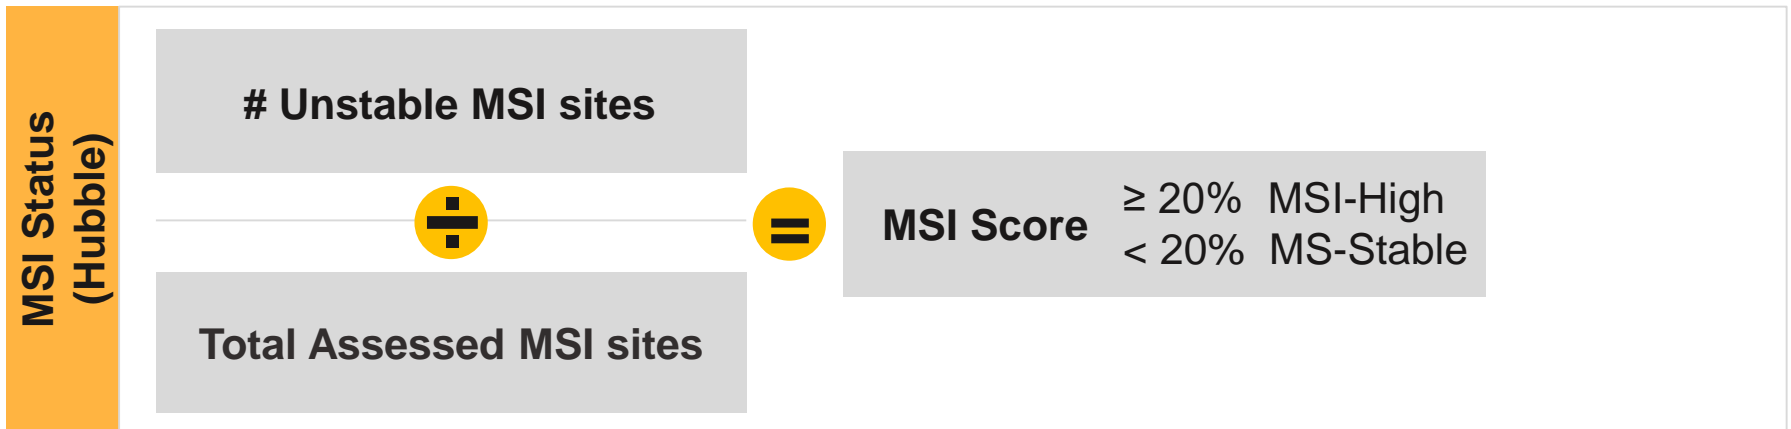 MSI Status
(Hubble)
# Unstable MSI sites
÷
Total Assessed MSI sites
=
MSI Score
≥ 20% MSI-High
< 20% MS-Stable